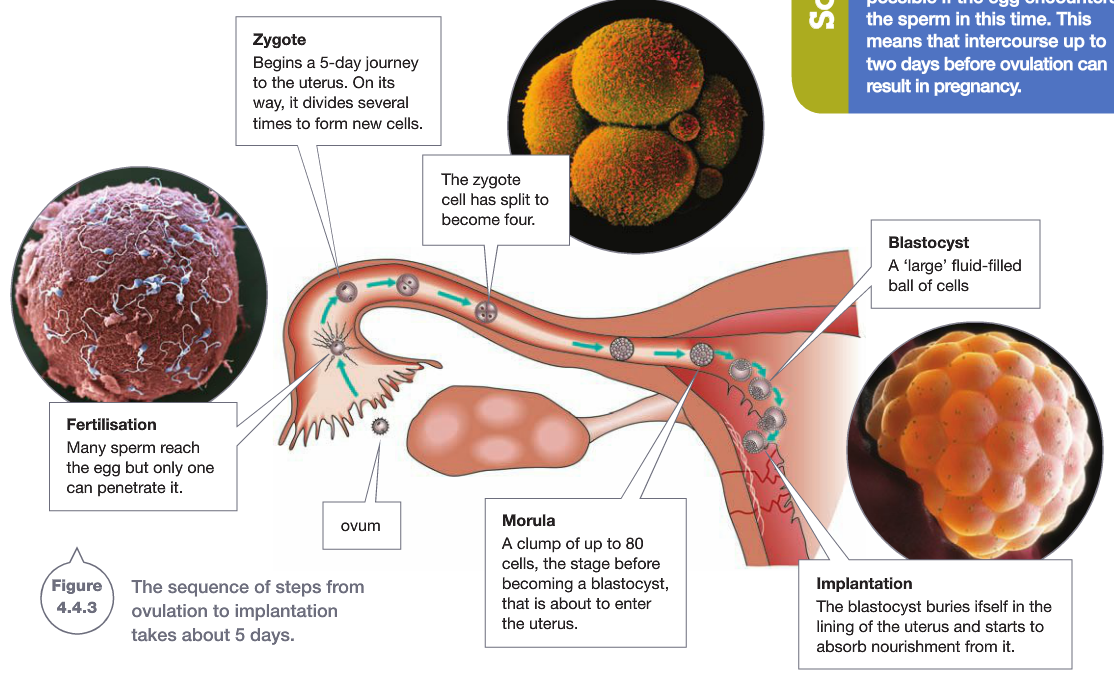 Zygote
Begins a 5-day journey
to the uterus. On its
way, it divides several
times to form new cells.
The zygote
cell has split to
become four.
the sperm in this time. This
means that intercourse up to
two days before ovulation can
result in pregnancy.
Blastocyst
A ‘large’ fluid-filled
ball of cells
Fertilisation
Many sperm reach
the egg but only one
can penetrate it.
ovum
Morula
A clump of up to 80
cells, the stage before
becoming a blastocyst,
that is about to enter
the uterus.
Implantation
The blastocyst buries ifself in the
lining of the uterus and starts to
absorb nourishment from it.
Figure
4.4.3
The sequence of steps from
ovulation to implantation
takes about 5 days.